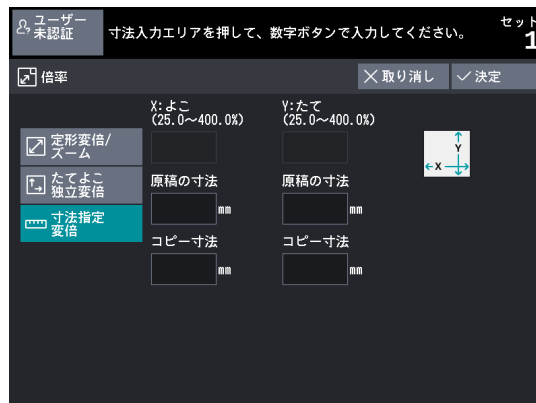 ユーザー
未認証
寸法入力エリアを押して、数字ボタンで入力してください。
セット
1
倍率
取り消し
決定
X:よこ
(25.0～400.0%)
Y:たて
(25.0～400.0%)
定形変倍/
ズーム
たてよこ
独立変倍
寸法指定
変倍
原稿の寸法
原稿の寸法
mm
mm
コピー寸法
コピー寸法
mm
mm
Y
X